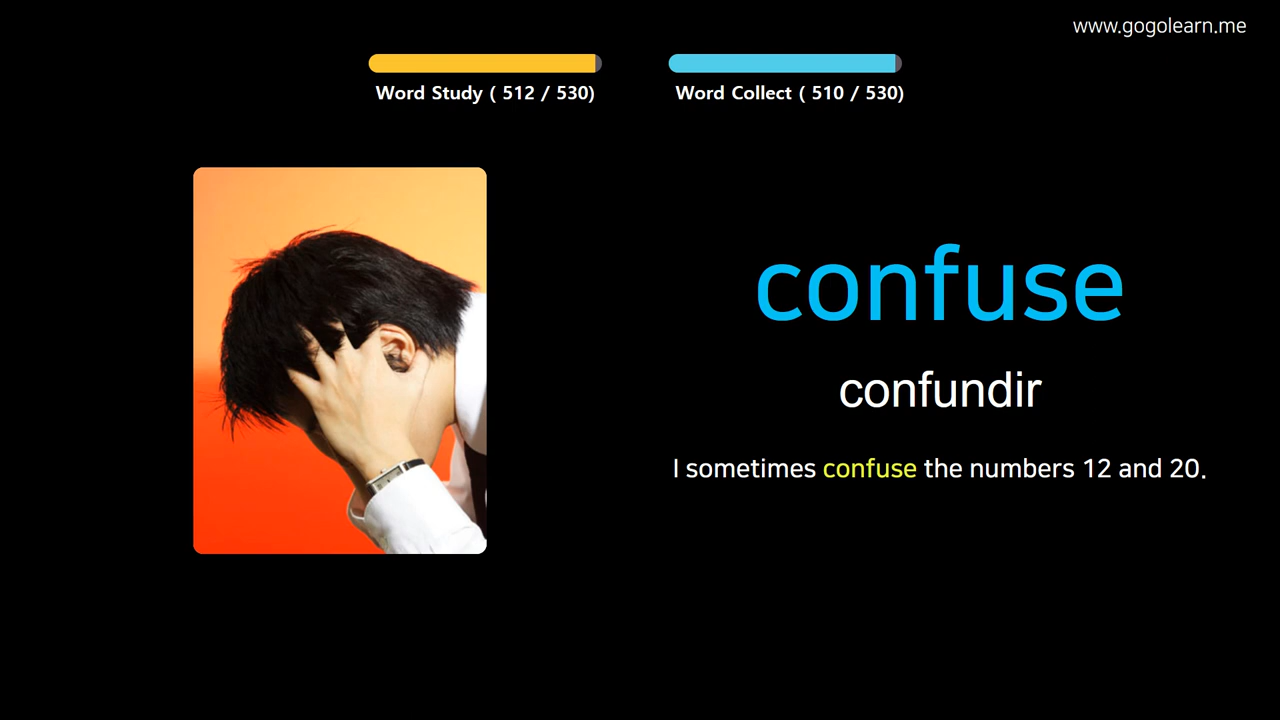 www.gogolearn.me
Word Study ( 512 / 530)
Word Collect ( 510 / 530)
confuse
confundir
I sometimes confuse the numbers 12 and 20.